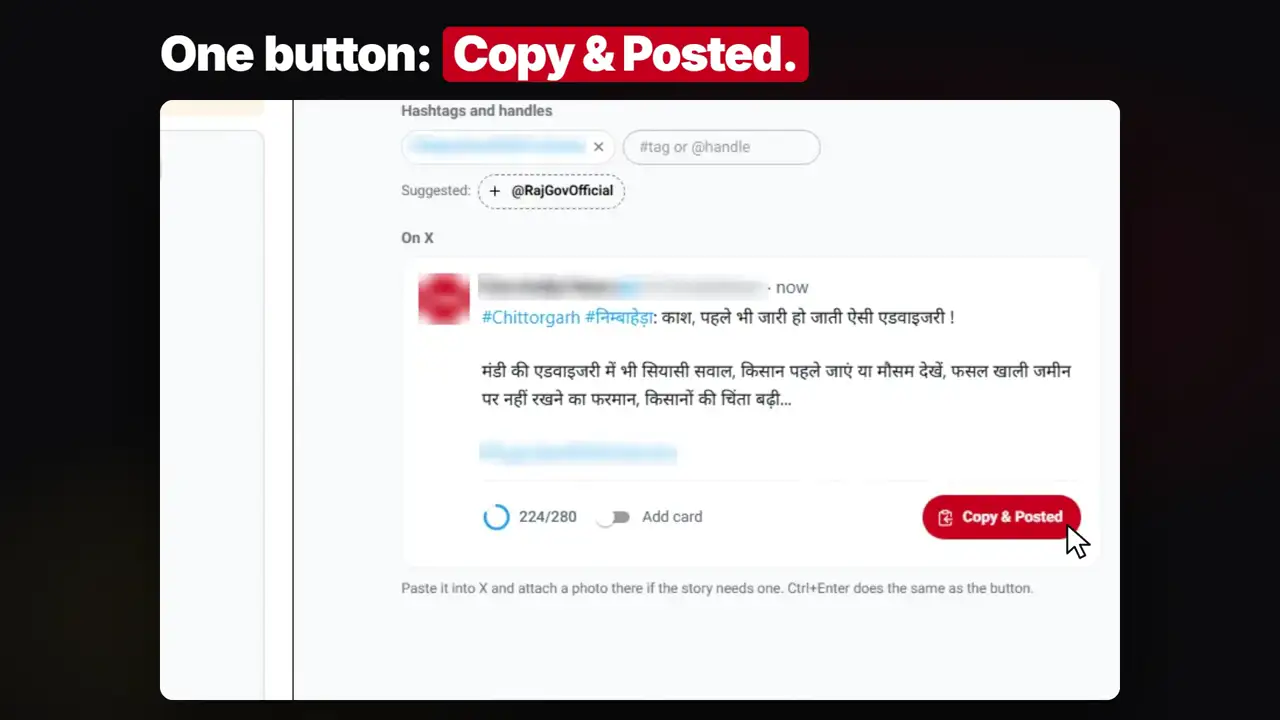 One button: Copy & Posted.
Hashtags and handles
#tag or @handle
Suggested: + @RajGovOfficial
On X
· now
#Chittorgarh #निम्बाहेड़ा: काश, पहले भी जारी हो जाती ऐसी एडवाइजरी !
मंडी की एडवाइजरी में भी सियासी सवाल, किसान पहले जाएं या मौसम देखें, फसल खाली जमीन
पर नहीं रखने का फरमान, किसानों की चिंता बढ़ी...
224/280 Add card Copy & Posted
Paste it into X and attach a photo there if the story needs one. Ctrl+Enter does the same as the button.